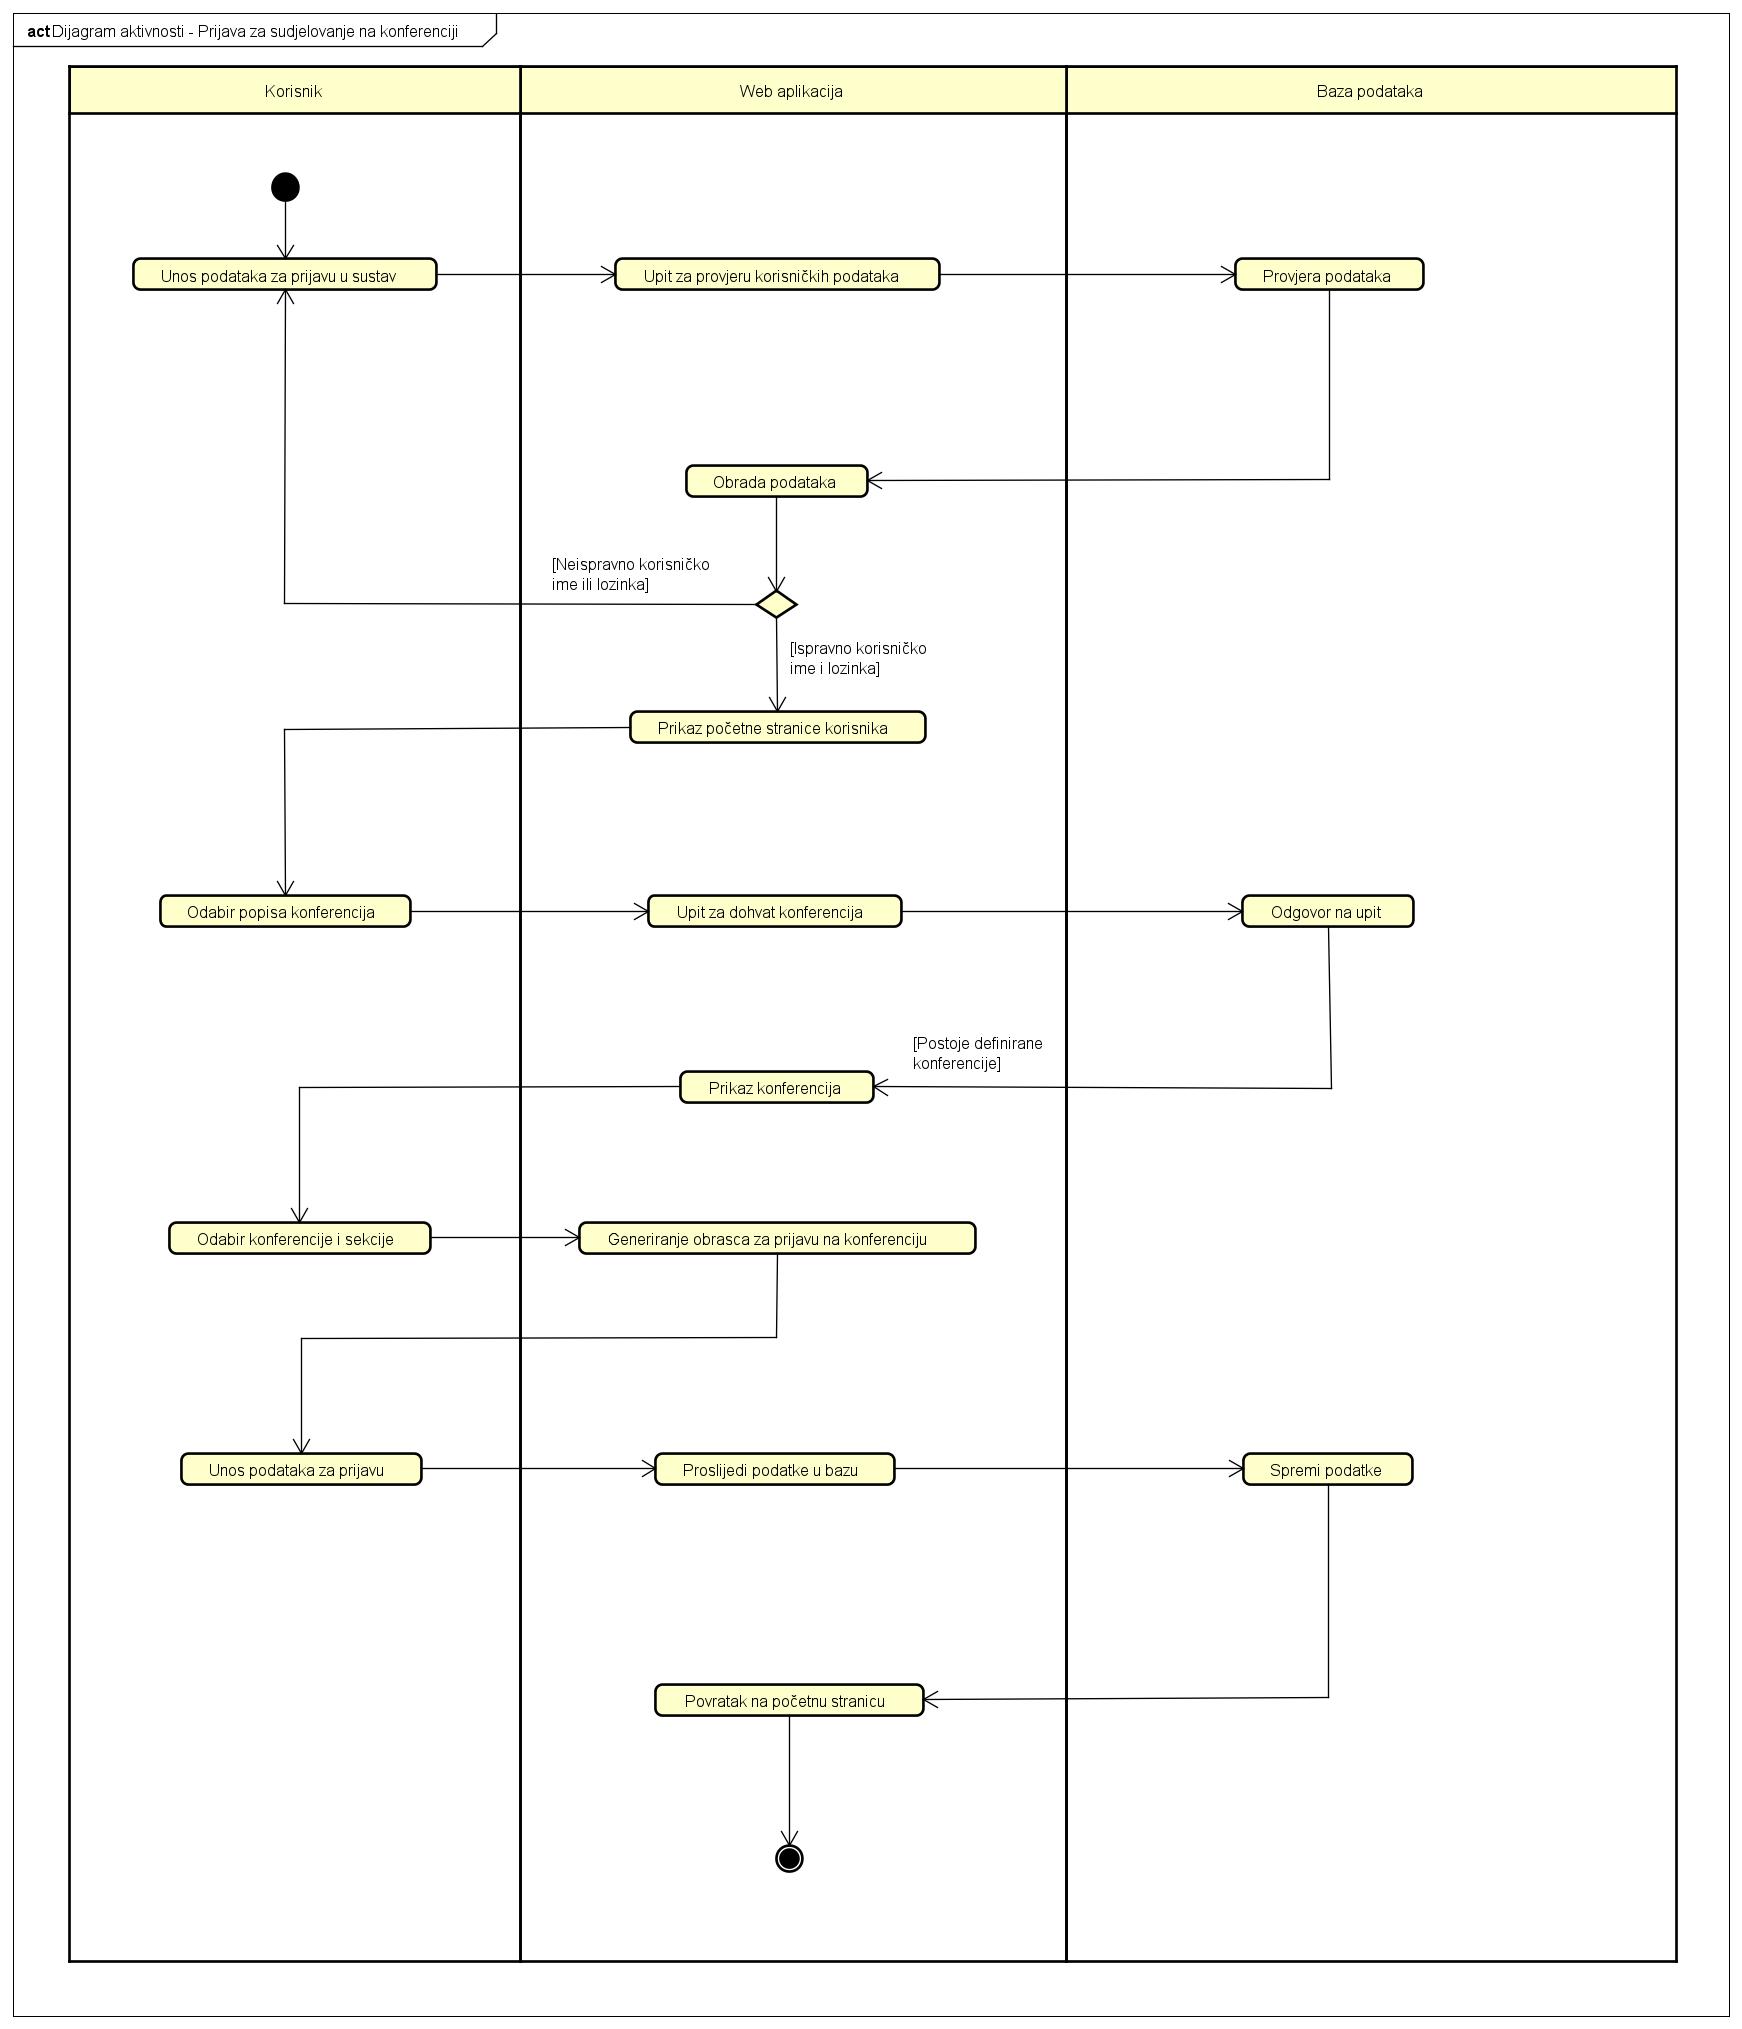 act Dijagram aktivnosti - Prijava za sudjelovanje na konferenciji
Korisnik
Web aplikacija
Baza podataka
Unos podataka za prijavu u sustav
Upit za provjeru korisničkih podataka
Provjera podataka
Obrada podataka
[Neispravno korisničko
ime ili lozinka]
[Ispravno korisničko
ime i lozinka]
Prikaz početne stranice korisnika
Odabir popisa konferencija
Upit za dohvat konferencija
Odgovor na upit
[Postoje definirane
konferencije]
Prikaz konferencija
Odabir konferencije i sekcije
Generiranje obrasca za prijavu na konferenciju
Unos podataka za prijavu
Proslijedi podatke u bazu
Spremi podatke
Povratak na početnu stranicu